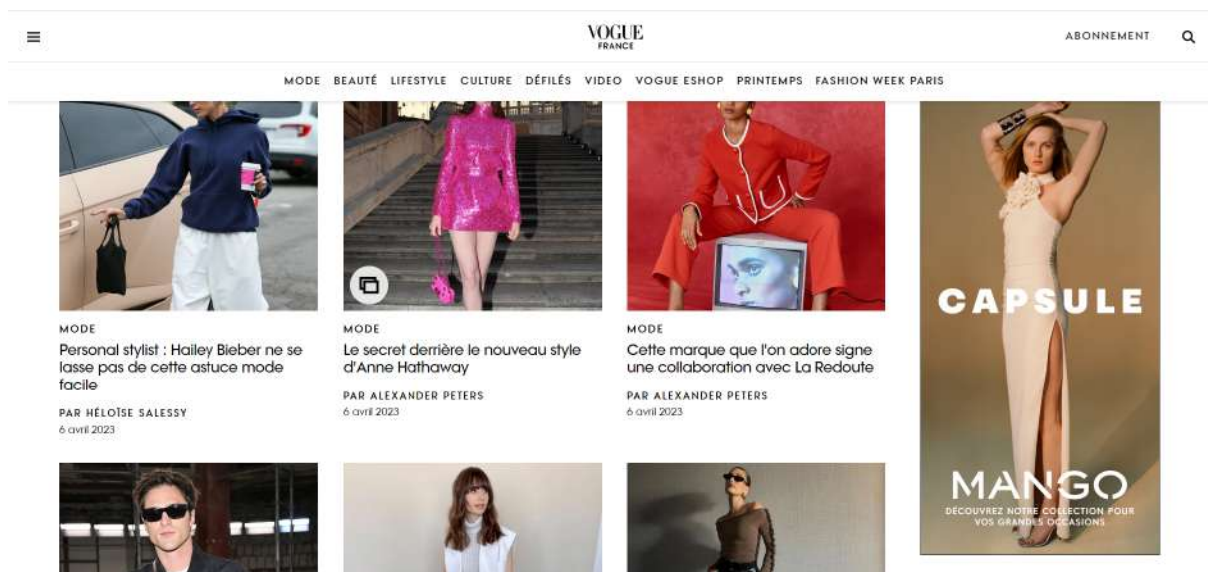 VOGUE
FRANCE
ABONNEMENT
MODE BEAUTÉ LIFESTYLE CULTURE DÉFILÉS VIDEO VOGUE ESHOP PRINTEMPS FASHION WEEK PARIS
MODE
Personal stylist : Hailey Bieber ne se
lasse pas de cette astuce mode
facile
PAR HÉLOÏSE SALESSY
6 avril 2023
MODE
Le secret derrière le nouveau style
d'Anne Hathaway
PAR ALEXANDER PETERS
6 avril 2023
MODE
Cette marque que l'on adore signe
une collaboration avec La Redoute
PAR ALEXANDER PETERS
6 avril 2023
CAPSULE
MANGO
DÉCOUVREZ NOTRE COLLECTION POUR
VOS GRANDES OCCASIONS